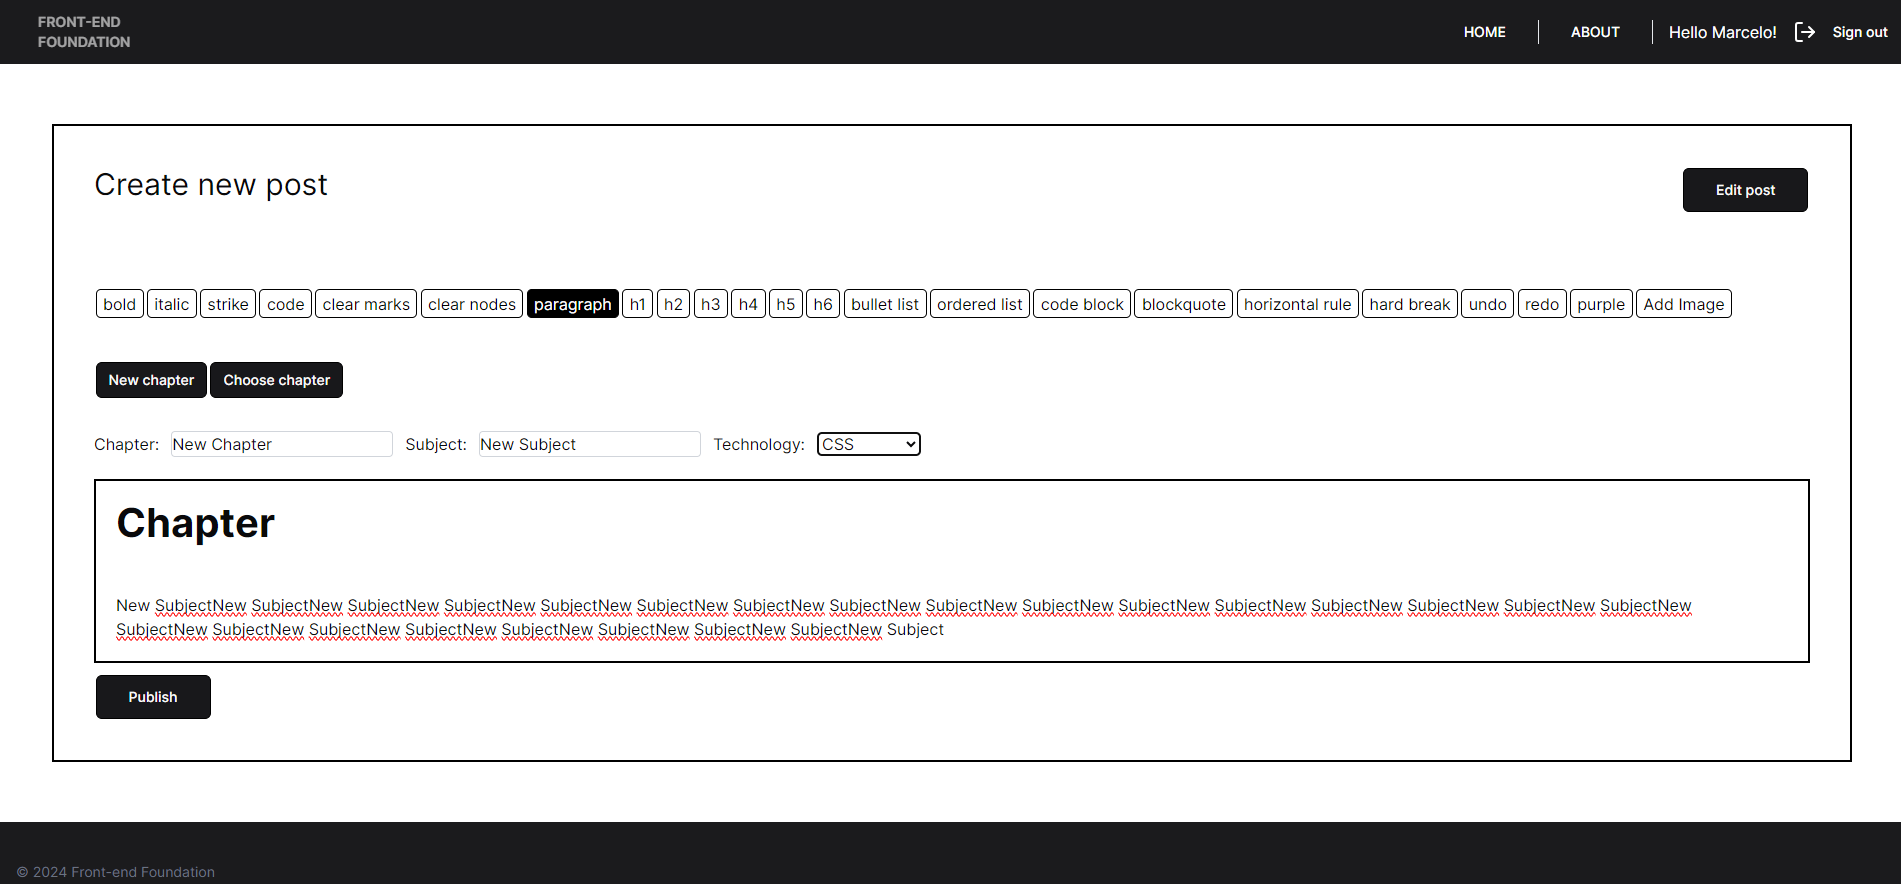 FRONT-END
FOUNDATION
HOME ABOUT Hello Marcelo! Sign out
Create new post
Edit post
bold italic strike code clear marks clear nodes paragraph h1 h2 h3 h4 h5 h6 bullet list ordered list code block blockquote horizontal rule hard break undo redo purple Add Image
New chapter Choose chapter
Chapter: New Chapter Subject: New Subject Technology: CSS
Chapter
New SubjectNew SubjectNew SubjectNew SubjectNew SubjectNew SubjectNew SubjectNew SubjectNew SubjectNew SubjectNew SubjectNew SubjectNew SubjectNew SubjectNew SubjectNew SubjectNew
SubjectNew SubjectNew SubjectNew SubjectNew SubjectNew SubjectNew SubjectNew SubjectNew Subject
Publish
© 2024 Front-end Foundation